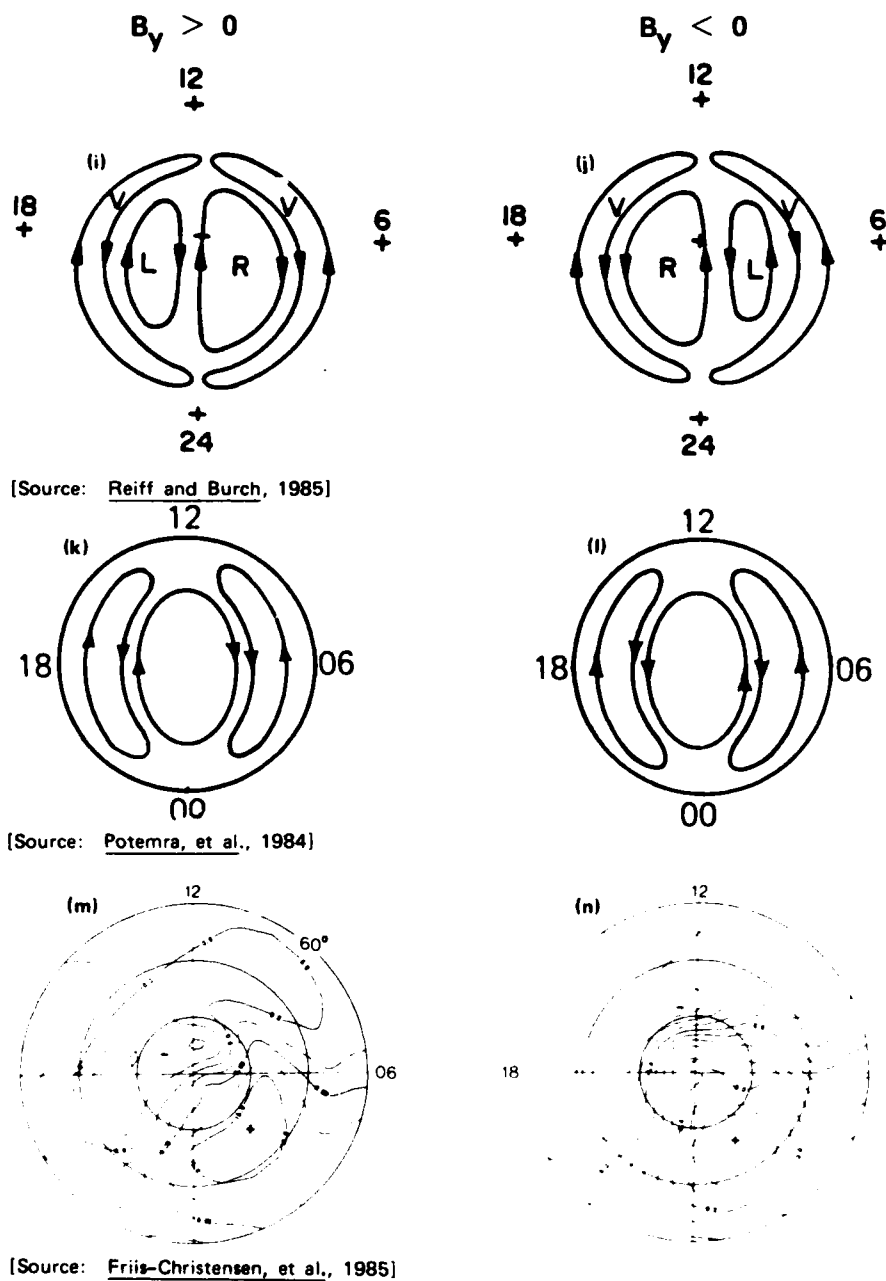 B_y > 0 B_y < 0
12 12
(i) (j)
18 6 18 6
V V V V
L R R L
24 24
[Source: Reiff and Burch, 1985]
12 12
(k) (l)
18 06 18 06
00 00
[Source: Potemra, et al., 1984]
(m) 12 (n) 12
60°
06 18
[Source: Friis-Christensen, et al., 1985]